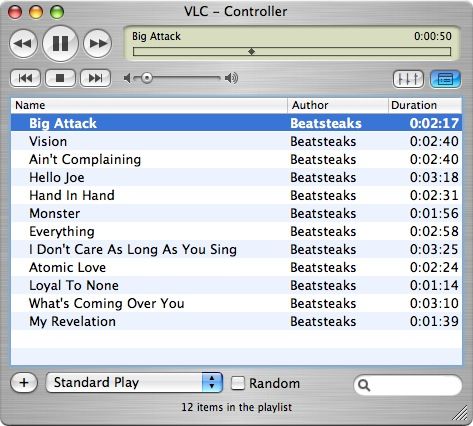 VLC – Controller
Big Attack 0:00:50
Name Author Duration
Big Attack Beatsteaks 0:02:17
Vision Beatsteaks 0:02:40
Ain't Complaining Beatsteaks 0:02:40
Hello Joe Beatsteaks 0:03:18
Hand In Hand Beatsteaks 0:02:31
Monster Beatsteaks 0:01:56
Everything Beatsteaks 0:02:58
I Don't Care As Long As You Sing Beatsteaks 0:03:25
Atomic Love Beatsteaks 0:02:24
Loyal To None Beatsteaks 0:01:14
What's Coming Over You Beatsteaks 0:03:10
My Revelation Beatsteaks 0:01:39
Standard Play Random
12 items in the playlist